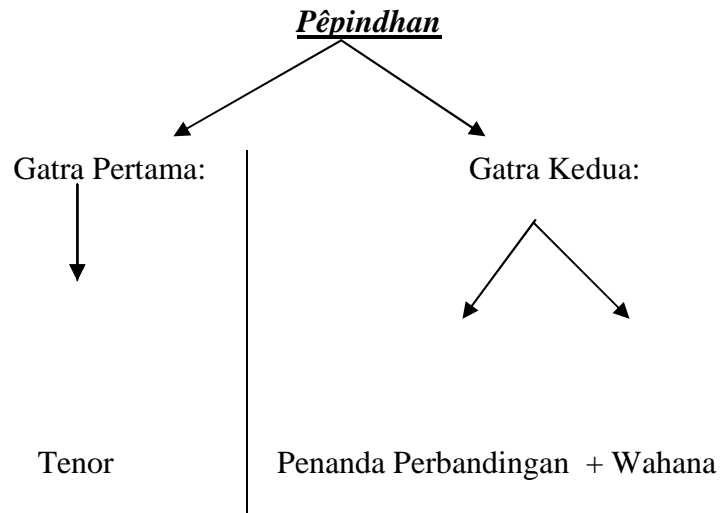 Pêpindhan
Gatra Pertama: Gatra Kedua:
Tenor Penanda Perbandingan + Wahana